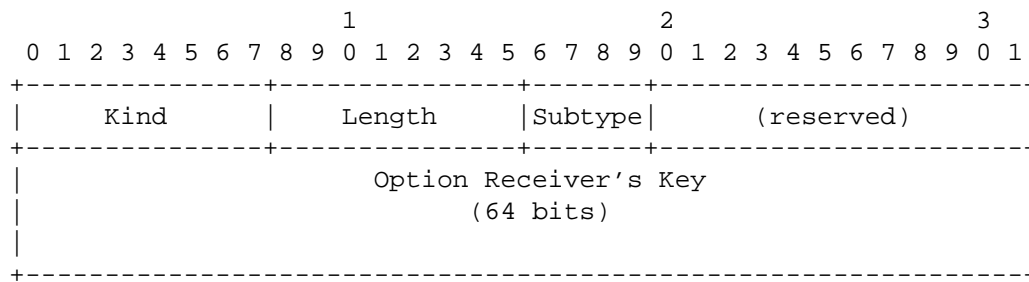 1                   2                   3
 0 1 2 3 4 5 6 7 8 9 0 1 2 3 4 5 6 7 8 9 0 1 2 3 4 5 6 7 8 9 0 1
+---------------+---------------+-------+-----------------------
|     Kind      |    Length     |Subtype|      (reserved)
+---------------+---------------+-------+-----------------------
|                      Option Receiver's Key
|                            (64 bits)
|
+---------------------------------------------------------------